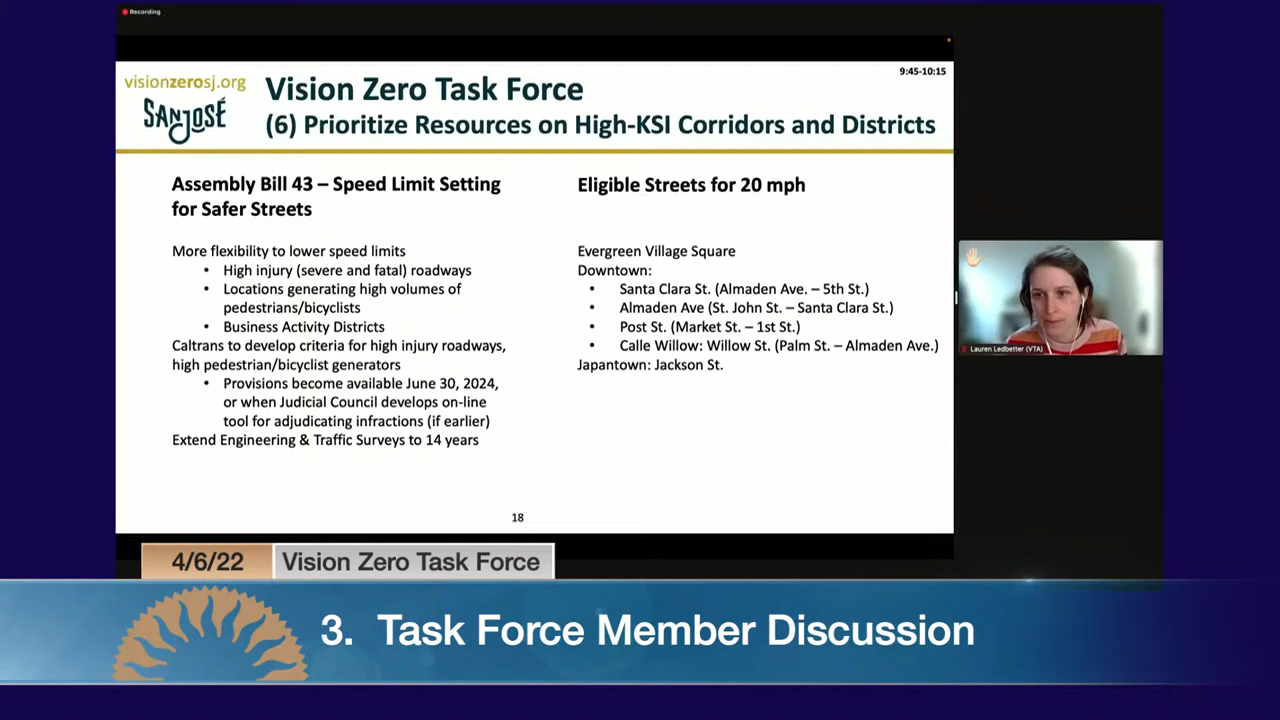 Recording
9:45-10:15
visionzerosj.org
SAN JOSÉ
Vision Zero Task Force
(6) Prioritize Resources on High-KSI Corridors and Districts
Assembly Bill 43 – Speed Limit Setting
for Safer Streets
More flexibility to lower speed limits
• High injury (severe and fatal) roadways
• Locations generating high volumes of
pedestrians/bicyclists
• Business Activity Districts
Caltrans to develop criteria for high injury roadways,
high pedestrian/bicyclist generators
• Provisions become available June 30, 2024,
or when Judicial Council develops on-line
tool for adjudicating infractions (if earlier)
Extend Engineering & Traffic Surveys to 14 years
Eligible Streets for 20 mph
Evergreen Village Square
Downtown:
• Santa Clara St. (Almaden Ave. – 5th St.)
• Almaden Ave (St. John St. – Santa Clara St.)
• Post St. (Market St. – 1st St.)
• Calle Willow: Willow St. (Palm St. – Almaden Ave.)
Japantown: Jackson St.
18
Lauren Ledbetter (VTA)
4/6/22
Vision Zero Task Force
3. Task Force Member Discussion